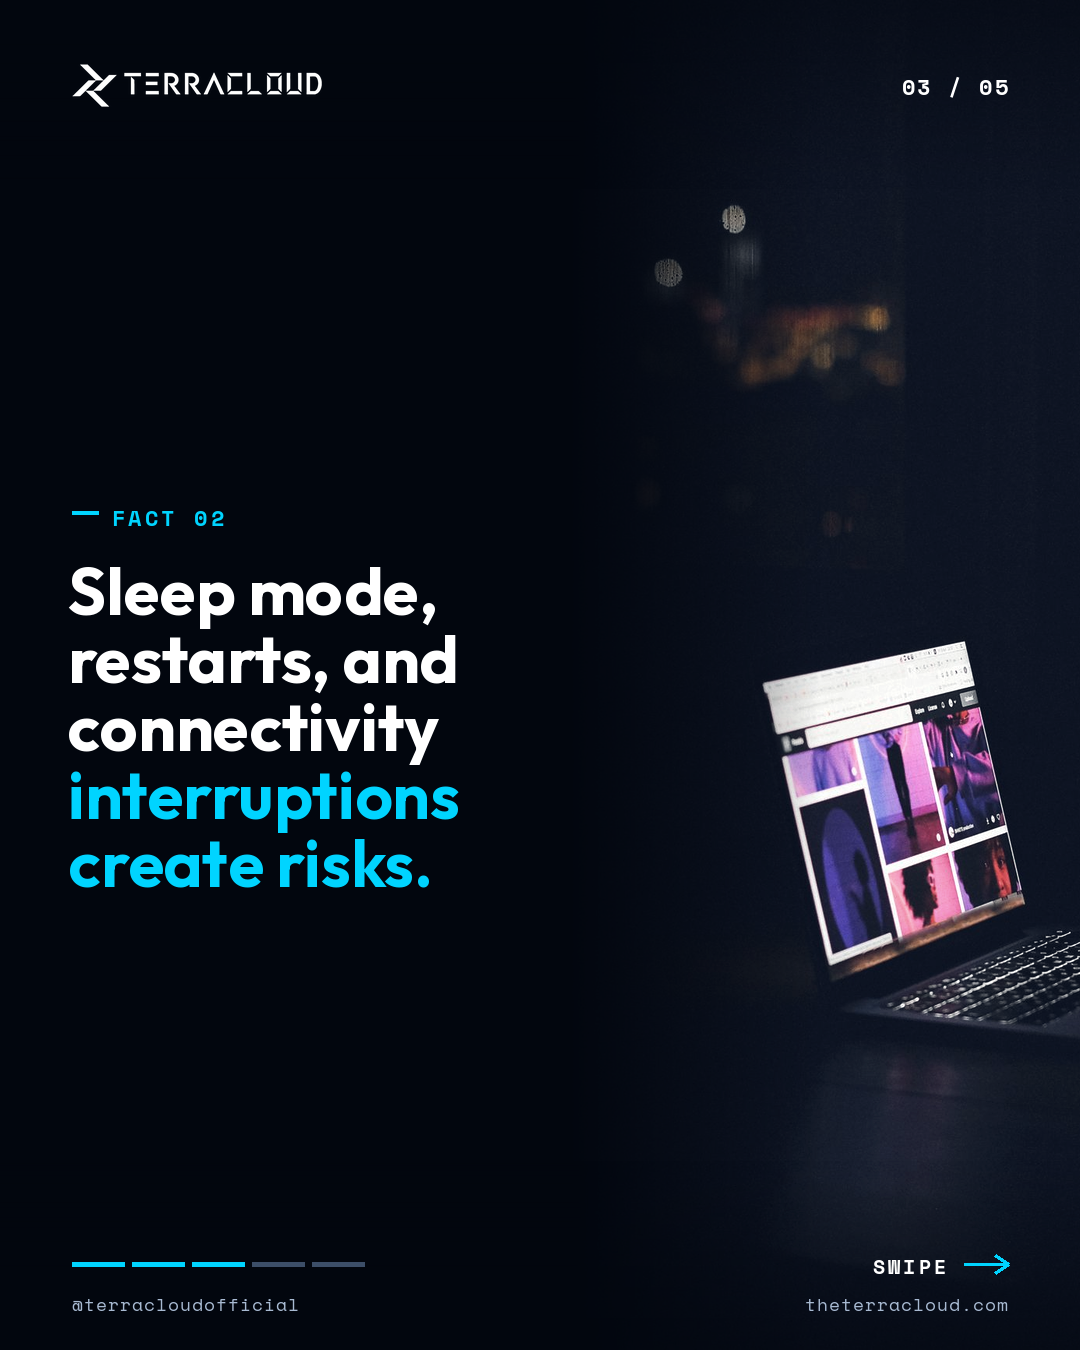 TERRACLOUD
03 / 05
FACT 02
Sleep mode,
restarts, and
connectivity
interruptions
create risks.
SWIPE
@terracloudofficial
theterracloud.com